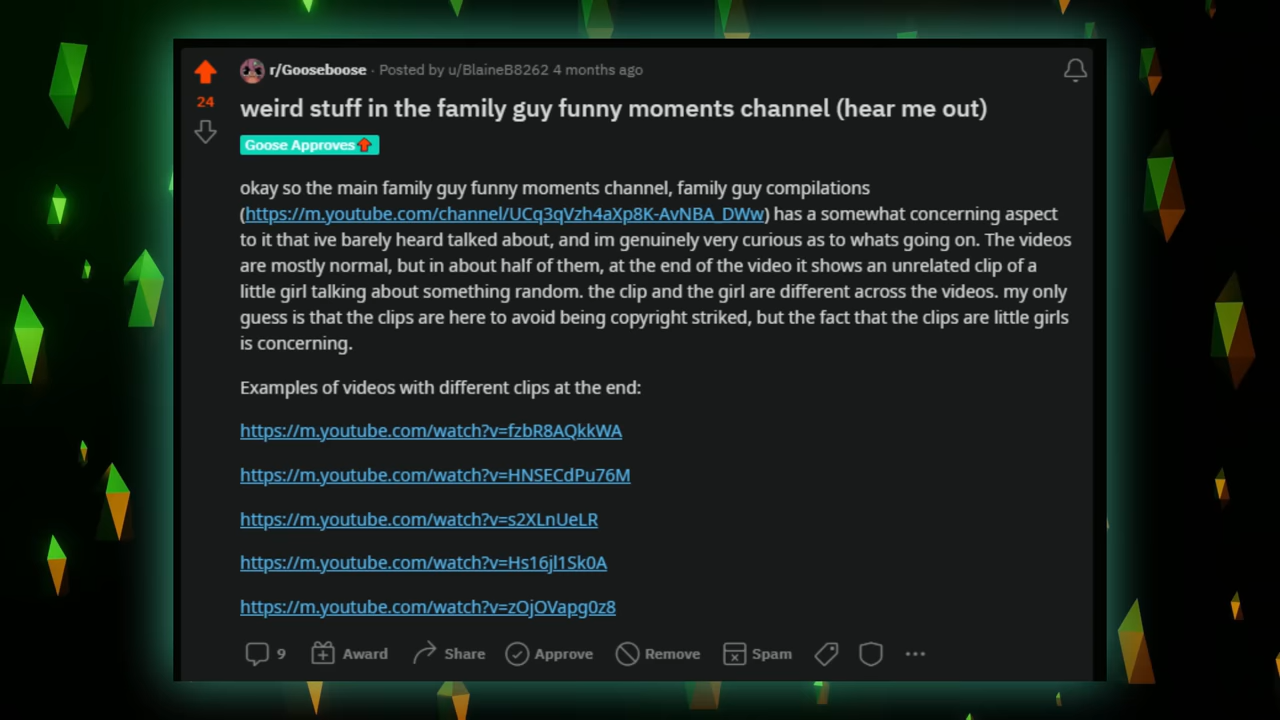 r/Gooseboose · Posted by u/BlaineB8262 4 months ago
24
weird stuff in the family guy funny moments channel (hear me out)
Goose Approves
okay so the main family guy funny moments channel, family guy compilations
(https://m.youtube.com/channel/UCq3qVzh4aXp8K-AvNBA_DWw) has a somewhat concerning aspect
to it that ive barely heard talked about, and im genuinely very curious as to whats going on. The videos
are mostly normal, but in about half of them, at the end of the video it shows an unrelated clip of a
little girl talking about something random. the clip and the girl are different across the videos. my only
guess is that the clips are here to avoid being copyright striked, but the fact that the clips are little girls
is concerning.
Examples of videos with different clips at the end:
https://m.youtube.com/watch?v=fzbR8AQkkWA
https://m.youtube.com/watch?v=HNSECdPu76M
https://m.youtube.com/watch?v=s2XLnUeLR
https://m.youtube.com/watch?v=Hs16jl1Sk0A
https://m.youtube.com/watch?v=zOjOVapg0z8
9 Award Share Approve Remove Spam